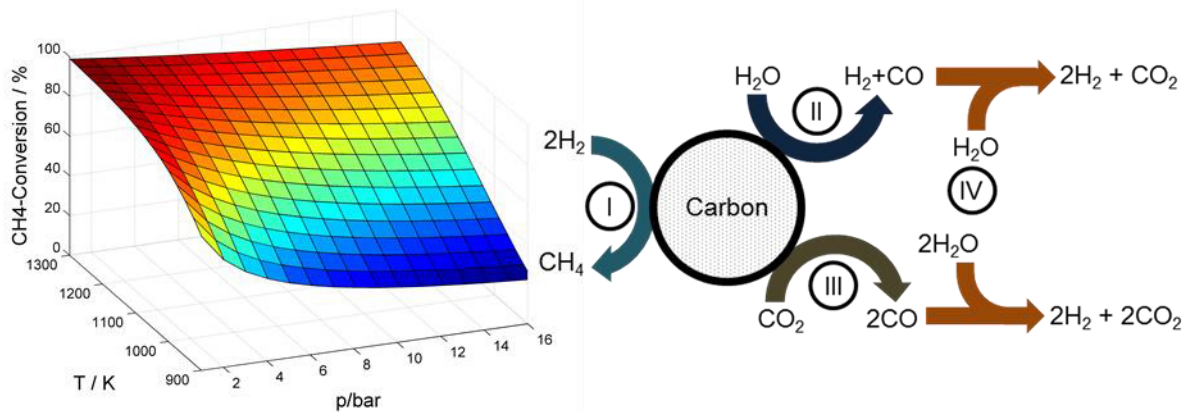 CH4-Conversion / %
100
80
60
40
20
0
1300
1200
1100
1000
900
T / K
2
4
6
8
10
12
14
16
p/bar
H₂O
II
H₂+CO
2H₂ + CO₂
H₂O
IV
2H₂
I
Carbon
CH₄
2H₂O
III
CO₂
2CO
2H₂ + 2CO₂